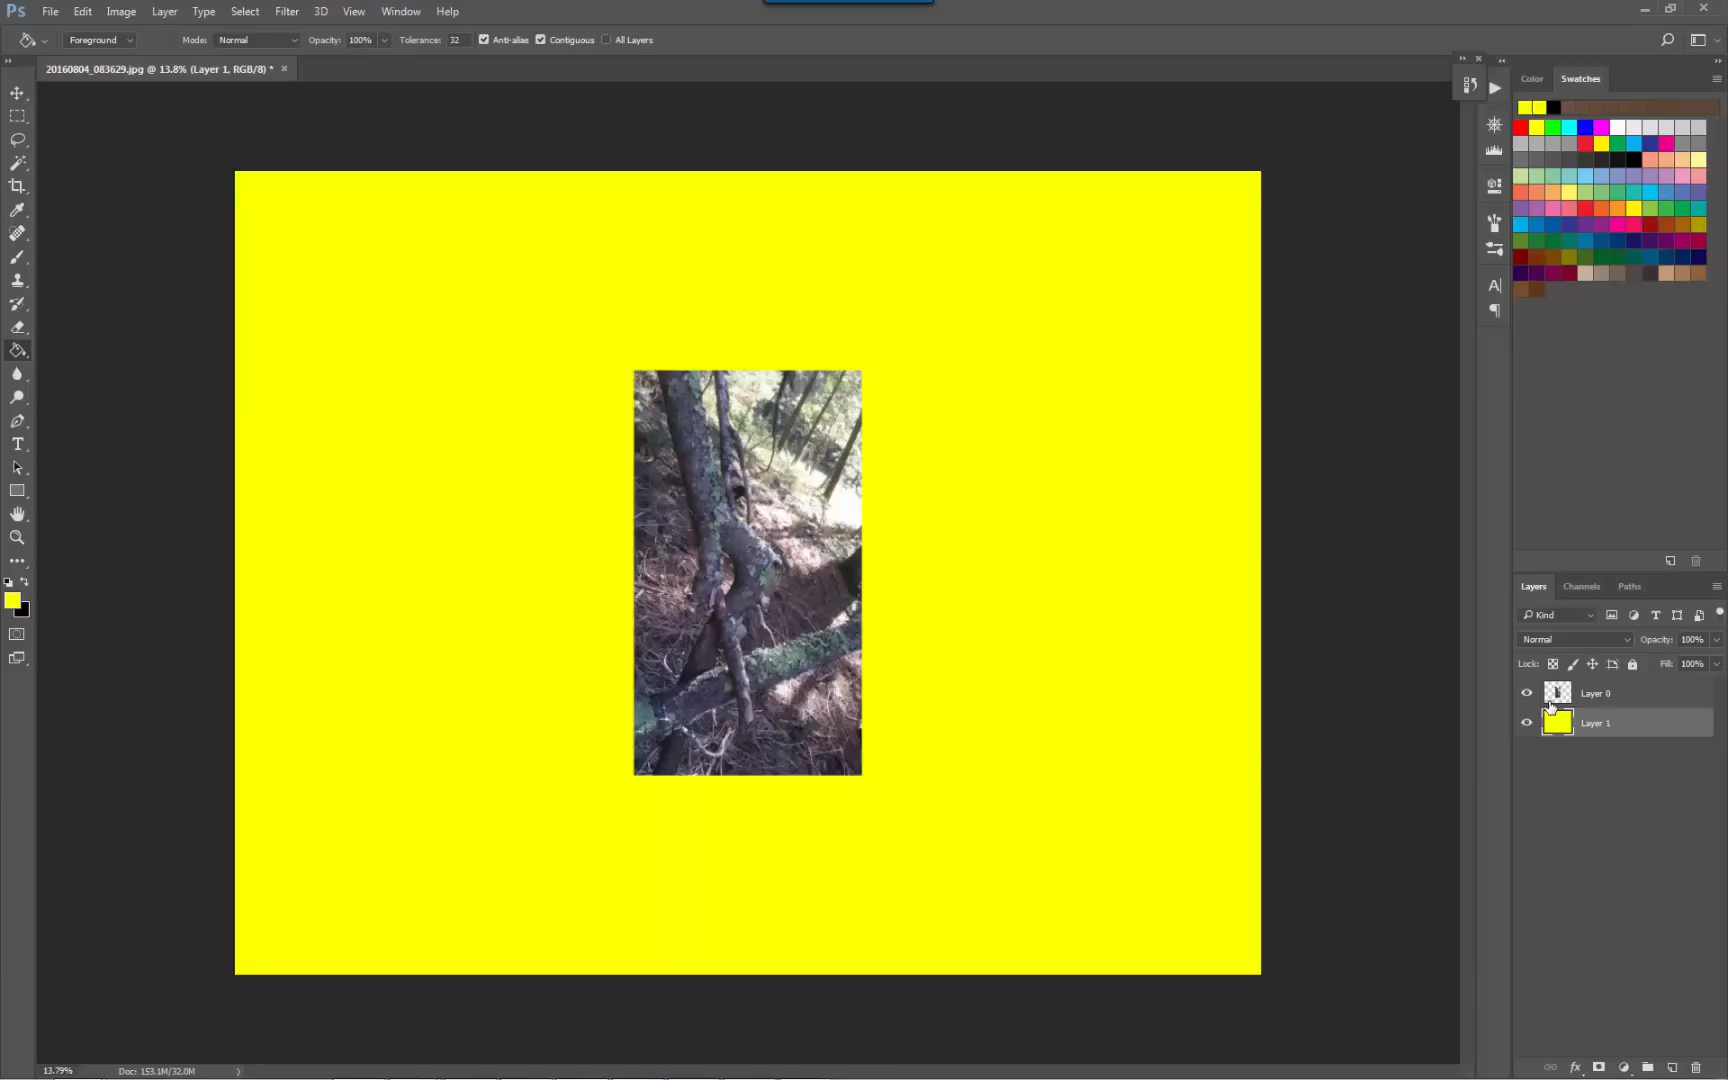 Ps File Edit Image Layer Type Select Filter 3D View Window Help
Foreground Mode: Normal Opacity: 100% Tolerance: 32 Anti-alias Contiguous All Layers
20160804_083629.jpg @ 13.8% (Layer 1, RGB/8) * ×
Color Swatches
Layers Channels Paths
Kind
Normal Opacity: 100%
Lock: Fill: 100%
Layer 0
Layer 1
fx
13.79% Doc: 153.1M/32.0M